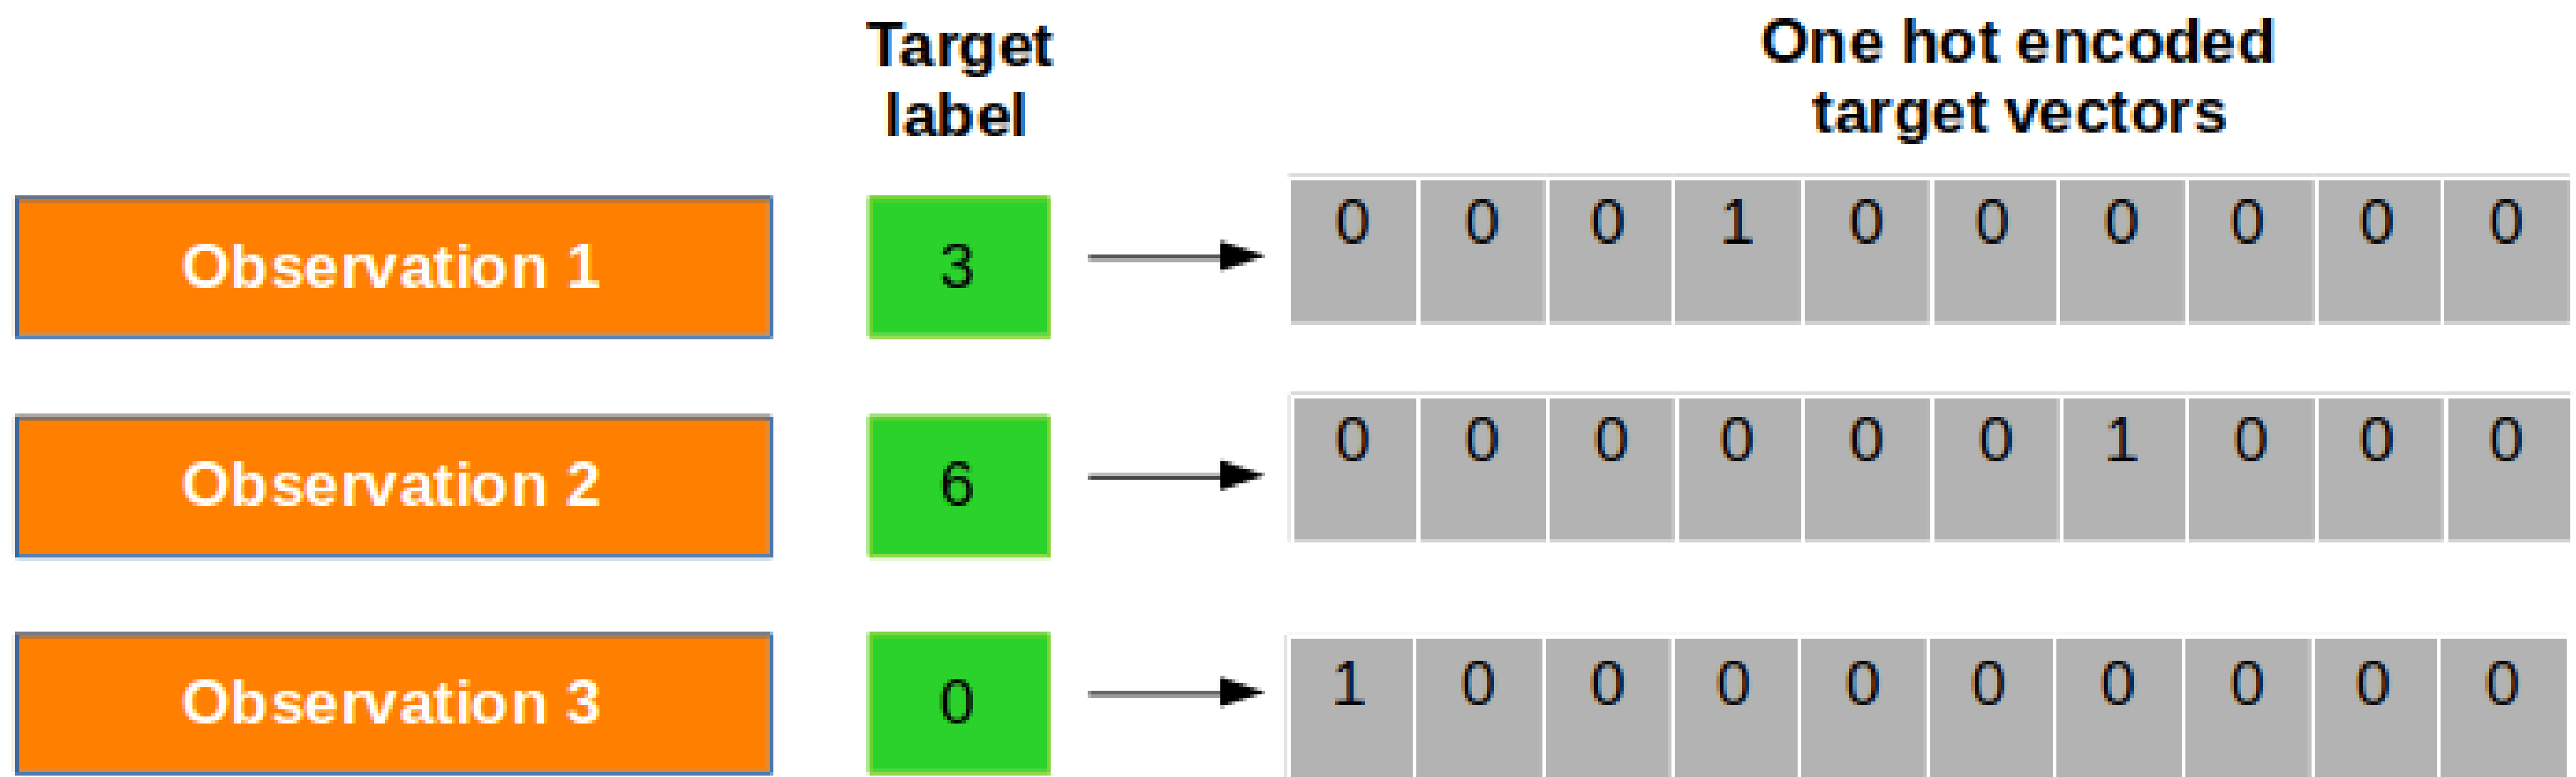 Target
label
One hot encoded
target vectors
Observation 1 3 0 0 0 1 0 0 0 0 0 0
Observation 2 6 0 0 0 0 0 0 1 0 0 0
Observation 3 0 1 0 0 0 0 0 0 0 0 0